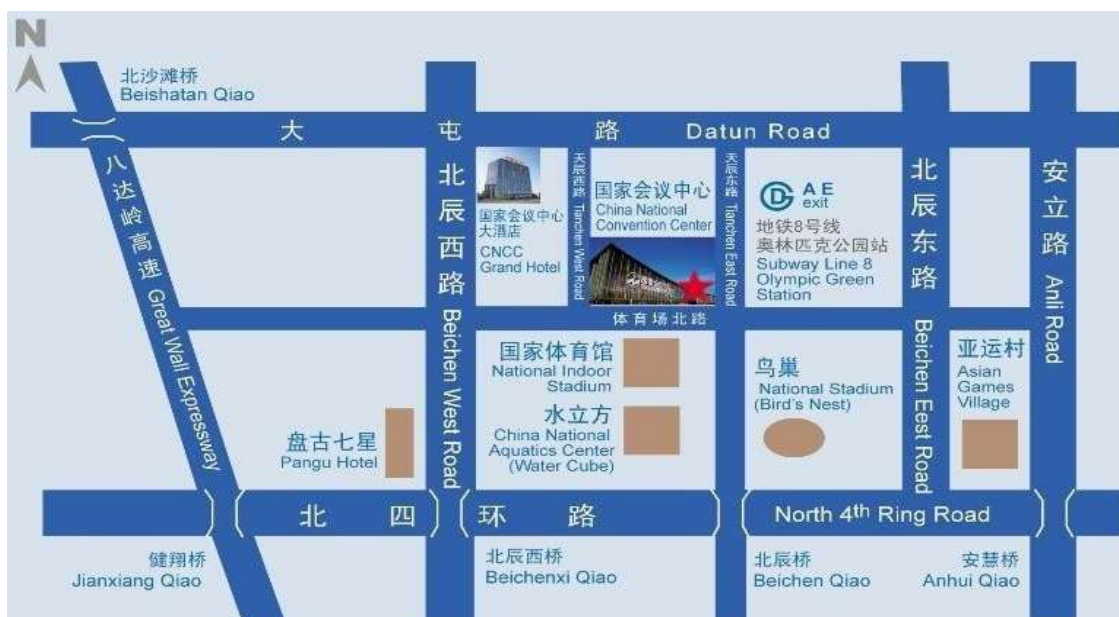 N
北沙滩桥
Beishatan Qiao
大屯路 Datun Road
八达岭高速 Great Wall Expressway
北辰西路 Beichen West Road
国家会议中心
大酒店
CNCC
Grand Hotel
天辰西路 Tianchen West Road
国家会议中心
China National
Convention Center
天辰东路 Tianchen East Road
A E
exit
地铁8号线
奥林匹克公园站
Subway Line 8
Olympic Green
Station
北辰东路 Beichen Eest Road
安立路 Anli Road
体育场北路
国家体育馆
National Indoor
Stadium
水立方
China National
Aquatics Center
(Water Cube)
鸟巢
National Stadium
(Bird's Nest)
亚运村
Asian
Games
Village
盘古七星
Pangu Hotel
北四环路 North 4th Ring Road
健翔桥
Jianxiang Qiao
北辰西桥
Beichenxi Qiao
北辰桥
Beichen Qiao
安慧桥
Anhui Qiao